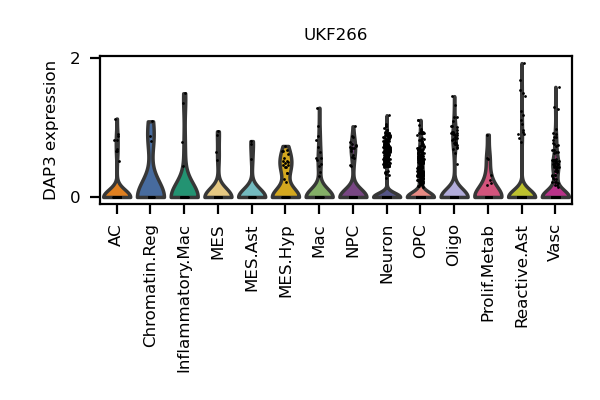 UKF266
DAP3 expression
2
0
AC
Chromatin.Reg
Inflammatory.Mac
MES
MES.Ast
MES.Hyp
Mac
NPC
Neuron
OPC
Oligo
Prolif.Metab
Reactive.Ast
Vasc